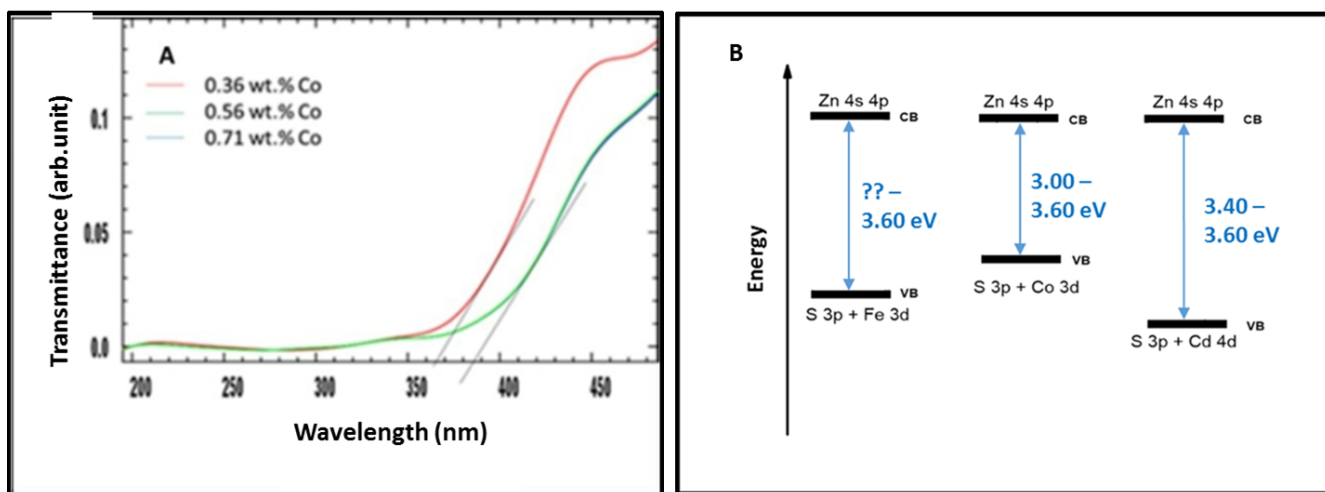 A
0.36 wt.% Co
0.56 wt.% Co
0.71 wt.% Co
Transmittance (arb.unit)
0.1
0.05
0.0
200 250 300 350 400 450
Wavelength (nm)
B
Energy
Zn 4s 4p Zn 4s 4p Zn 4s 4p
CB CB CB
?? – 3.00 – 3.40 –
3.60 eV 3.60 eV 3.60 eV
VB VB VB
S 3p + Fe 3d S 3p + Co 3d S 3p + Cd 4d